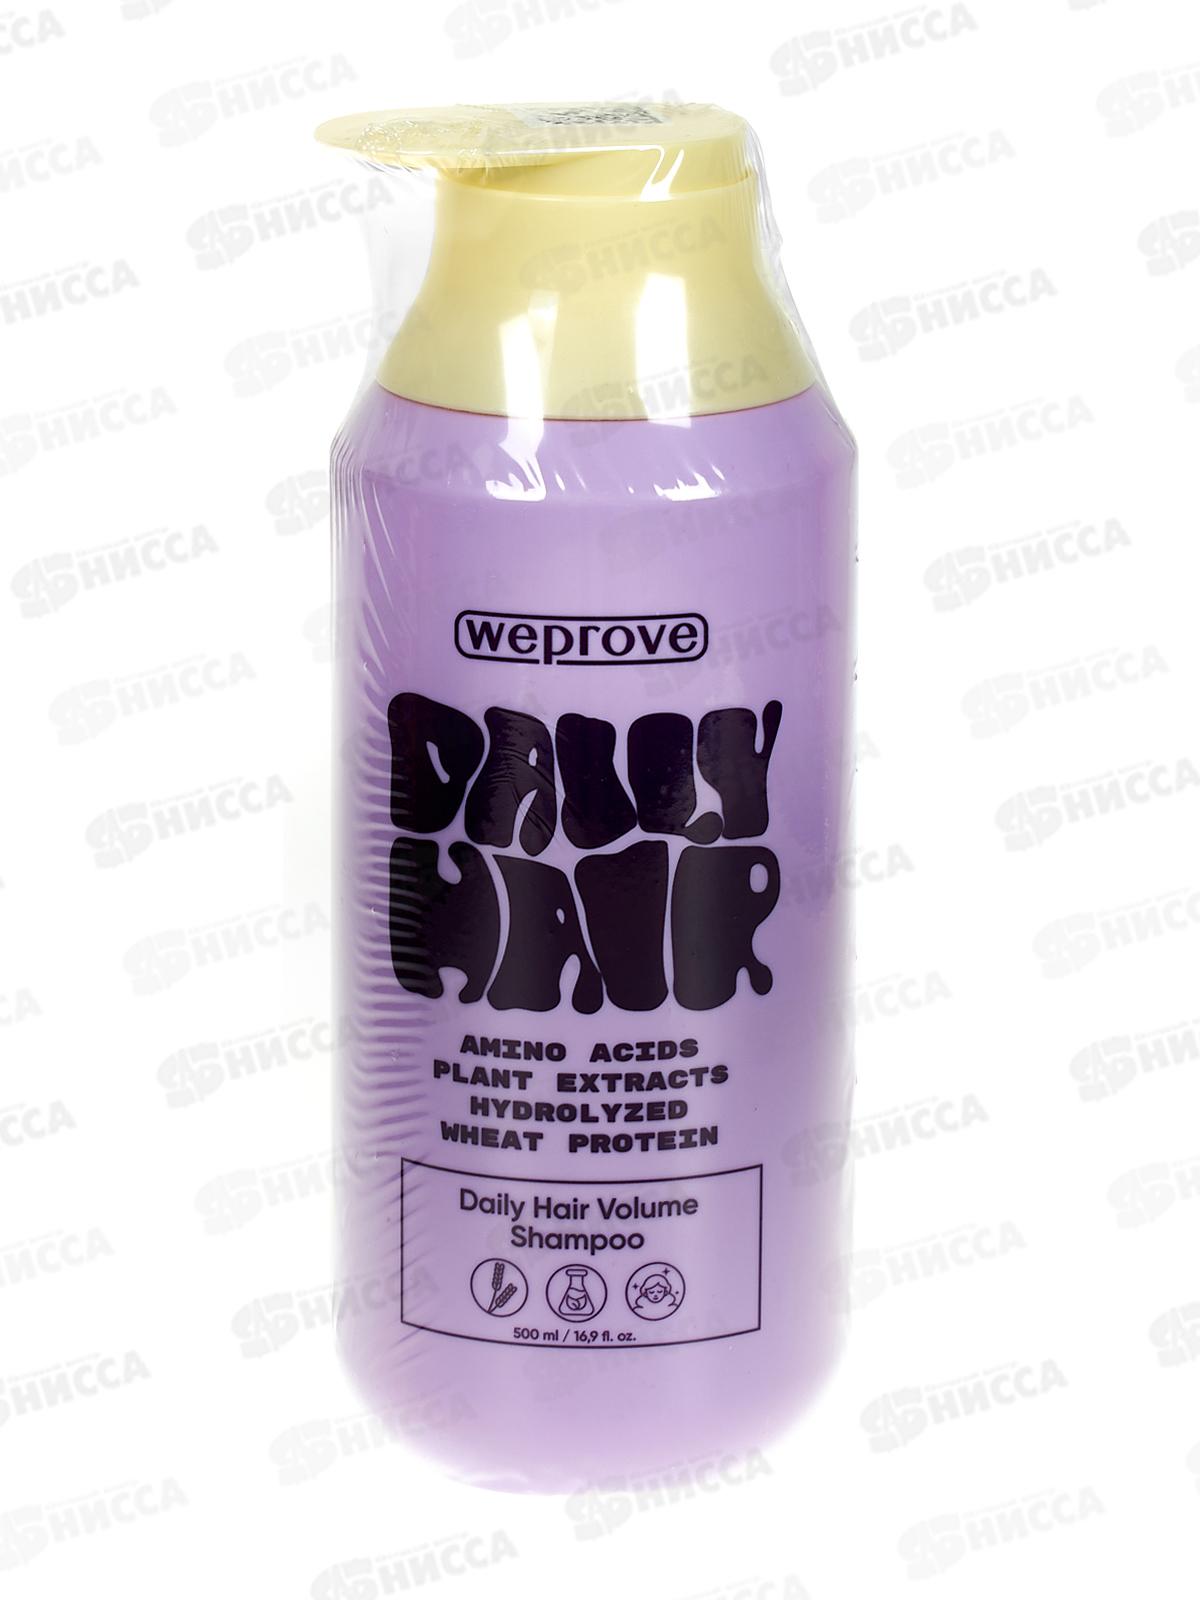 weprove
DAILY
HAIR
AMINO ACIDS
PLANT EXTRACTS
HYDROLYZED
WHEAT PROTEIN
Daily Hair Volume
Shampoo
500 ml / 16,9 fl. oz.
НИССА